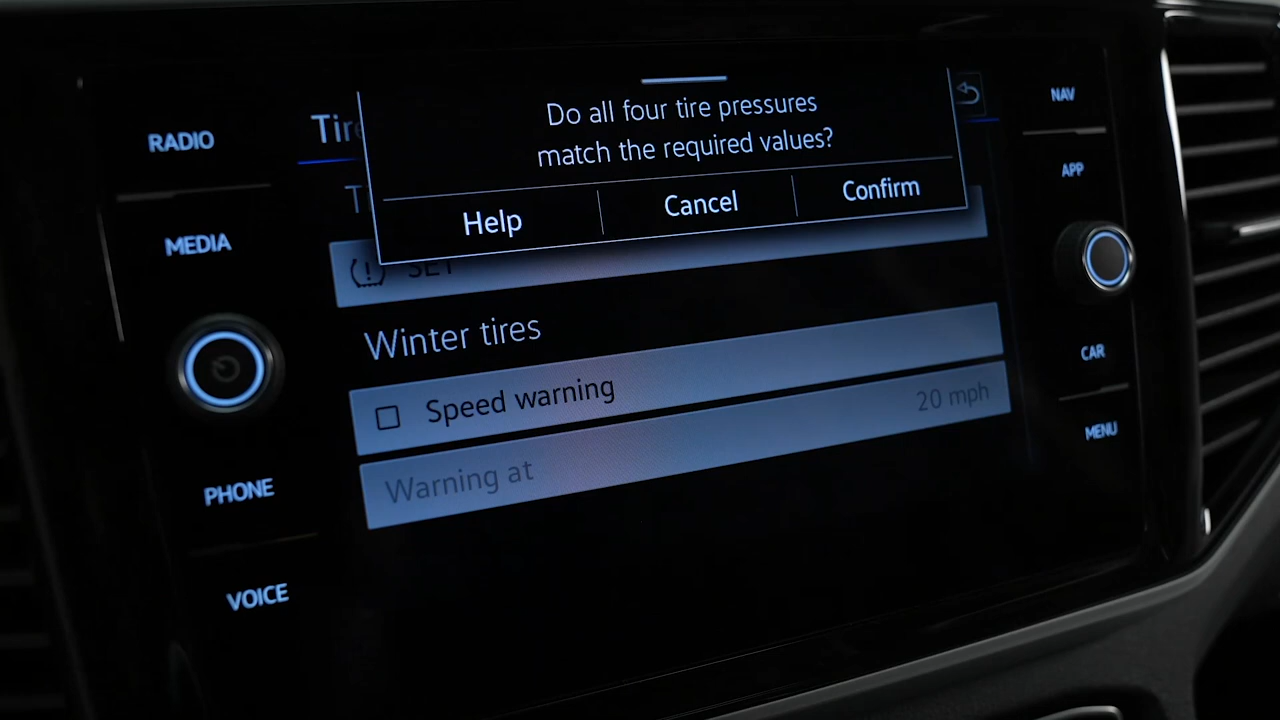 RADIO
MEDIA
PHONE
VOICE
Do all four tire pressures
match the required values?
Help
Cancel
Confirm
SET
Winter tires
Speed warning
Warning at
20 mph
NAV
APP
CAR
MENU